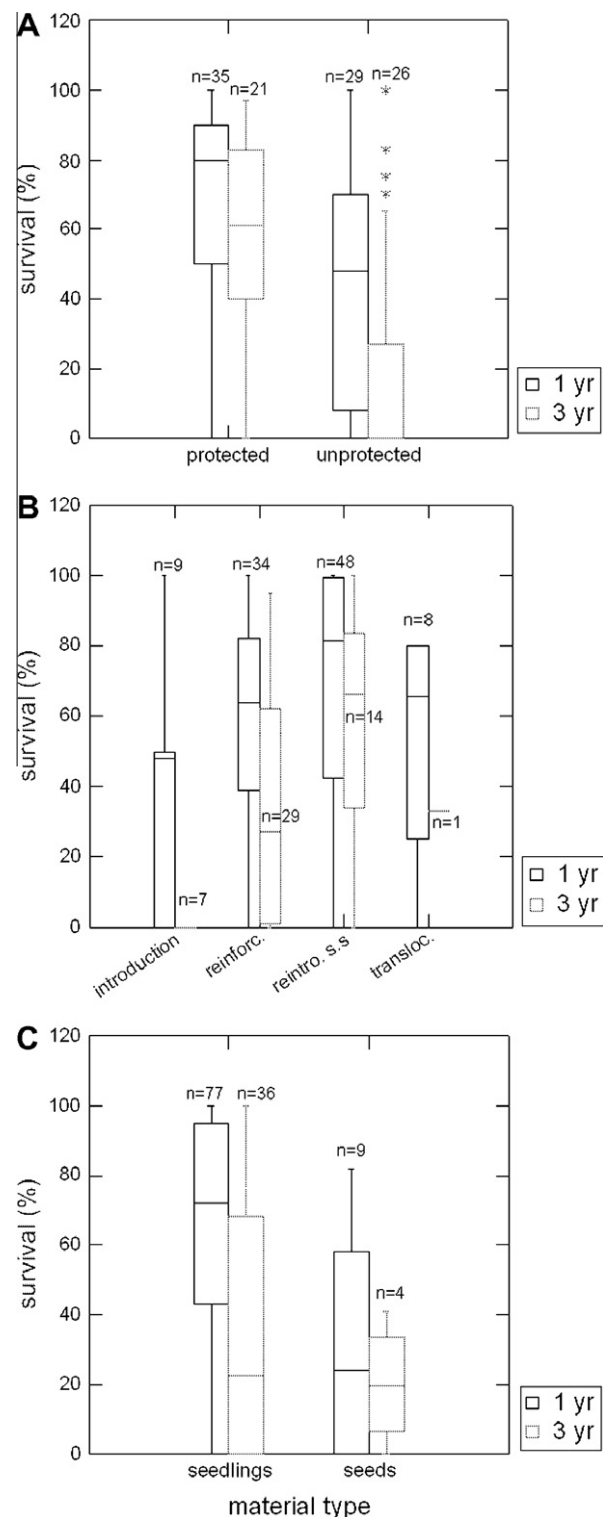 A
120
n=35
n=21
n=29
n=26
100
80
60
40
20
0
survival (%)
protected
unprotected
1 yr
3 yr
B
120
n=9
n=34
n=48
n=8
100
80
60
40
20
0
survival (%)
n=14
n=1
n=29
n=7
introduction
reinforc.
reintro. s.s
transloc.
1 yr
3 yr
C
120
n=77
n=36
n=9
n=4
100
80
60
40
20
0
survival (%)
seedlings
seeds
material type
1 yr
3 yr